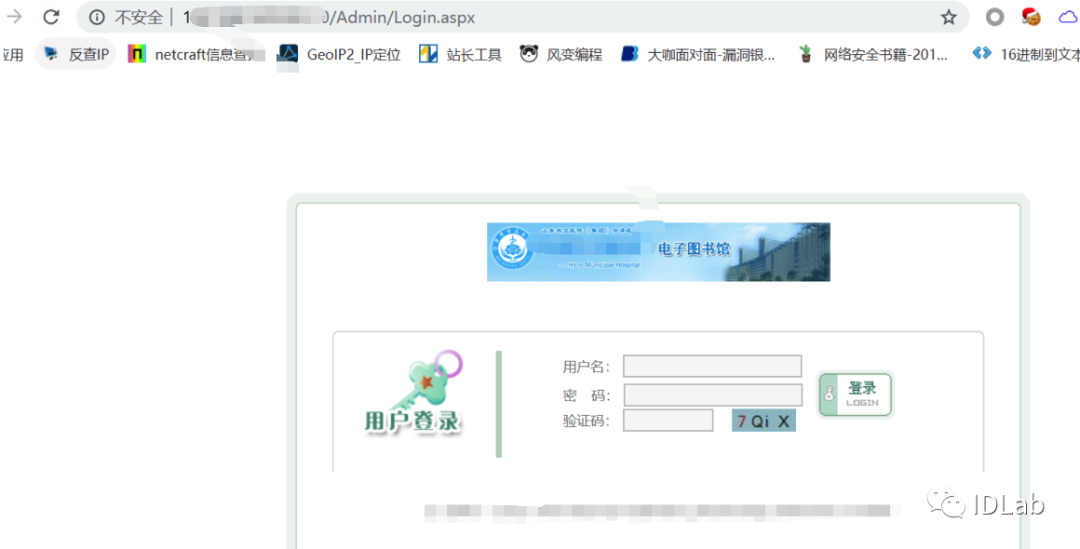 不安全 | 1 0/Admin/Login.aspx
应用 反查IP netcraft信息查 GeoIP2_IP定位 站长工具 风变编程 大咖面对面-漏洞银... 网络安全书籍-201... 16进制到文本
电子图书馆
Municipal Hospital
用户登录
用户名:
密 码:
验证码: 7 Qi X
登录
LOGIN
IDLab